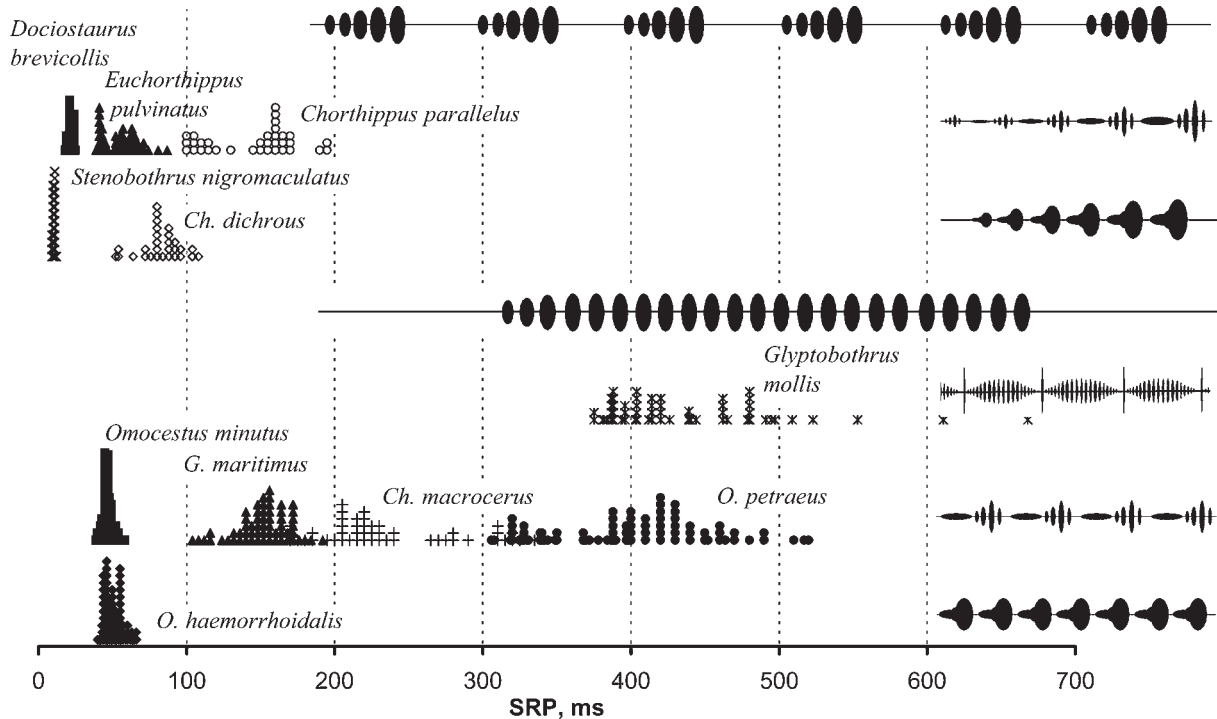 Dociostaurus
brevicollis
Euchorthippus
pulvinatus
Chorthippus parallelus
Stenobothrus nigromaculatus
Ch. dichrous
Glyptobothrus
mollis
Omocestus minutus
G. maritimus
Ch. macrocerus
O. petraeus
O. haemorrhoidalis
0 100 200 300 400 500 600 700
SRP, ms